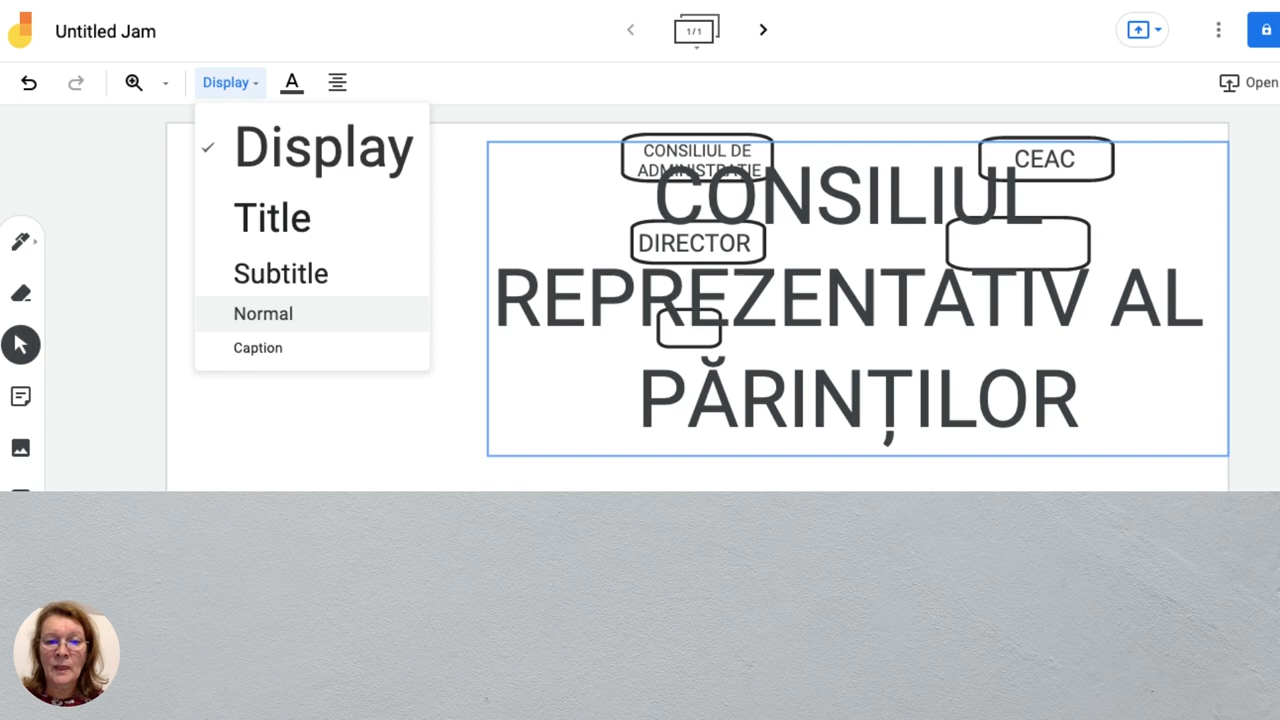 Untitled Jam
1/1
Display
Open
Display
Title
Subtitle
Normal
Caption
CONSILIUL DE
ADMINISTRAȚIE
CEAC
CONSILIUL
DIRECTOR
REPREZENTATIV AL
PĂRINȚILOR